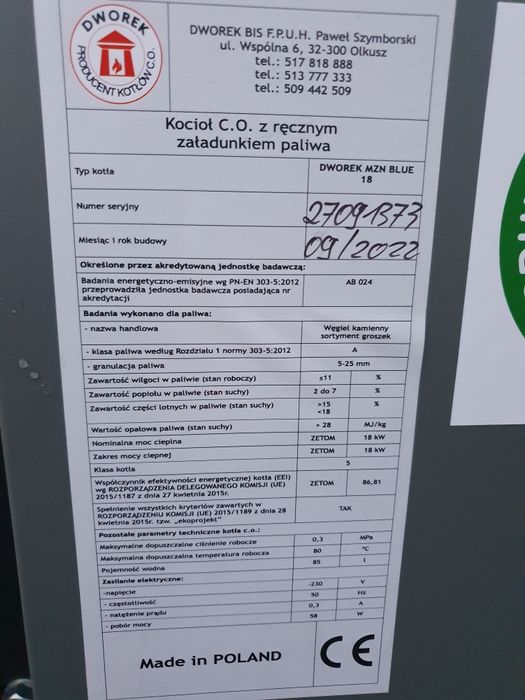 DWOREK
PRODUCENT KOTŁÓW C.O.
DWOREK BIS F.P.U.H. Paweł Szymborski
ul. Wspólna 6, 32-300 Olkusz
tel.: 517 818 888
tel.: 513 777 333
tel.: 509 442 509
Kocioł C.O. z ręcznym
załadunkiem paliwa
Typ kotła DWOREK MZN BLUE
18
Numer seryjny 27091373
Miesiąc i rok budowy 09/2022
Określone przez akredytowaną jednostkę badawczą:
Badania energetyczno-emisyjne wg PN-EN 303-5:2012 AB 024
przeprowadziła jednostka badawcza posiadająca nr
akredytacji
Badania wykonano dla paliwa:
- nazwa handlowa Węgiel kamienny
sortyment groszek
- klasa paliwa według Rozdziału 1 normy 303-5:2012 A
- granulacja paliwa 5-25 mm
Zawartość wilgoci w paliwie (stan roboczy) ≤11 %
Zawartość popiołu w paliwie (stan suchy) 2 do 7 %
Zawartość części lotnych w paliwie (stan suchy) >15 %
<18
Wartość opałowa paliwa (stan suchy) > 28 MJ/kg
Nominalna moc cieplna ZETOM 18 kW
Zakres mocy cieplnej ZETOM 18 kW
Klasa kotła 5
Współczynnik efektywności energetycznej kotła (EEI) ZETOM 86,81
wg ROZPORZĄDZENIA DELEGOWANEGO KOMISJI (UE)
2015/1187 z dnia 27 kwietnia 2015r.
Spełnienie wszystkich kryteriów zawartych w TAK
ROZPORZĄDZENIU KOMISJI (UE) 2015/1189 z dnia 28
kwietnia 2015r. tzw. „ekoprojekt”
Pozostałe parametry techniczne kotła c.o.:
Maksymalne dopuszczalne ciśnienie robocze 0,3 MPa
Maksymalna dopuszczalna temperatura robocza 80 °C
Pojemność wodna 85 l
Zasilanie elektryczne:
-napięcie ~230 V
- częstotliwość 50 Hz
- natężenie prądu 0,3 A
- pobór mocy 58 W
Made in POLAND CE